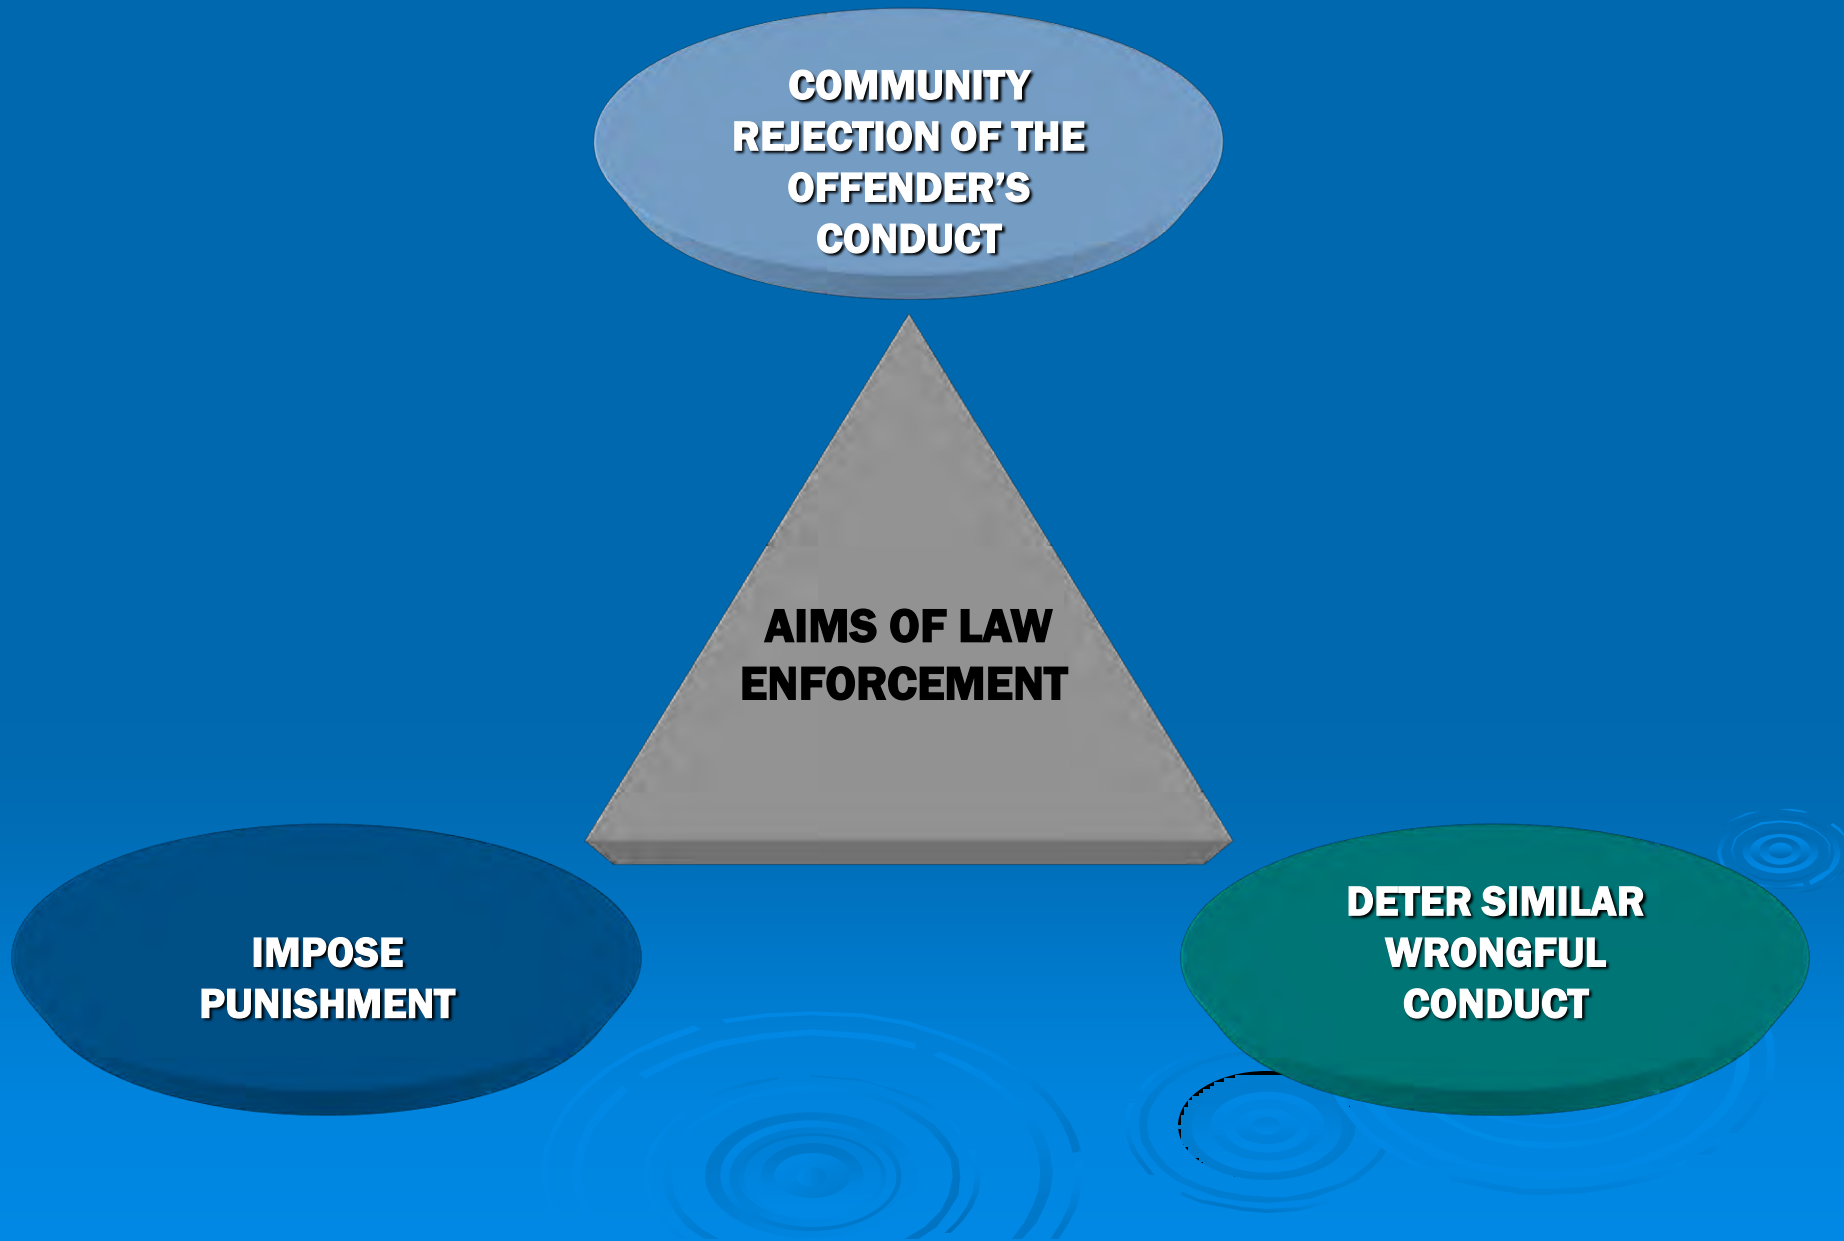 COMMUNITY
REJECTION OF THE
OFFENDER’S
CONDUCT
AIMS OF LAW
ENFORCEMENT
IMPOSE
PUNISHMENT
DETER SIMILAR
WRONGFUL
CONDUCT